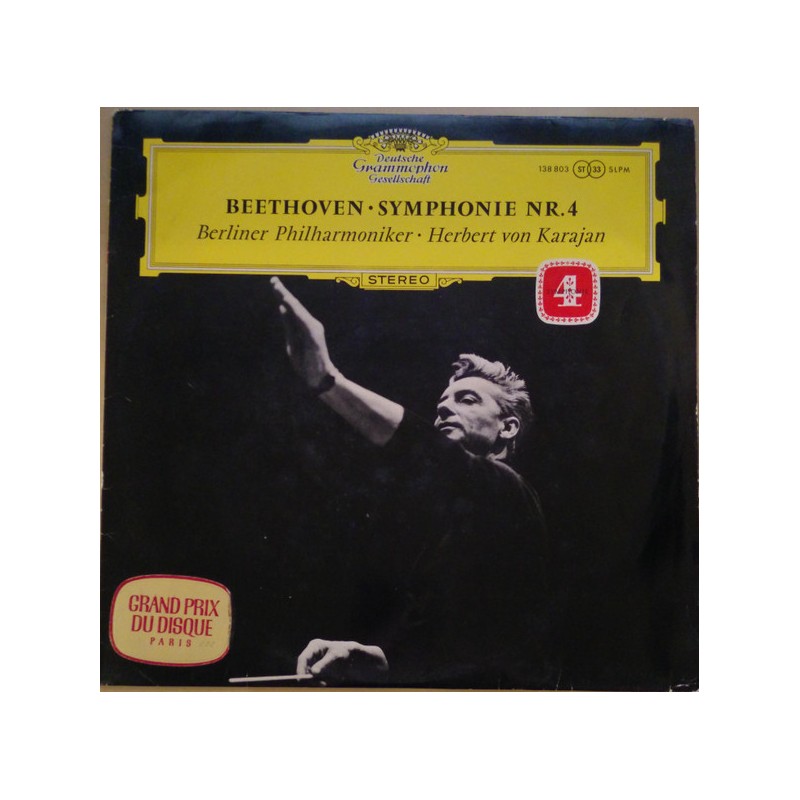 Deutsche
Grammophon
Gesellschaft
138 803 ST 33 SLPM
BEETHOVEN · SYMPHONIE NR. 4
Berliner Philharmoniker · Herbert von Karajan
STEREO
4
GRAND PRIX
DU DISQUE
PARIS